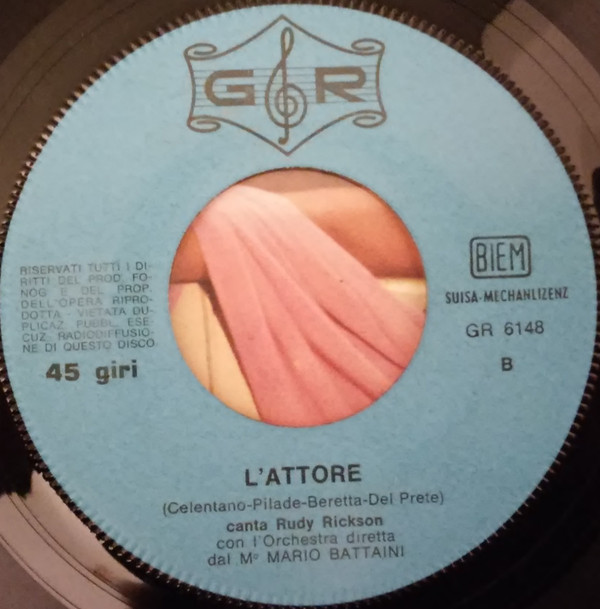 G R
RISERVATI TUTTI I DI-
RITTI DEL PROD. FO-
NOG E DEL PROP.
DELL'OPERA RIPRO-
DOTTA - VIETATA DU-
PLICAZ. PUBBL. ESE-
CUZ. RADIODIFFUSIO-
NE DI QUESTO DISCO
45 giri
BIEM
SUISA-MECHANLIZENZ
GR 6148
B
L'ATTORE
(Celentano-Pilade-Beretta-Del Prete)
canta Rudy Rickson
con l'Orchestra diretta
dal Mº MARIO BATTAINI